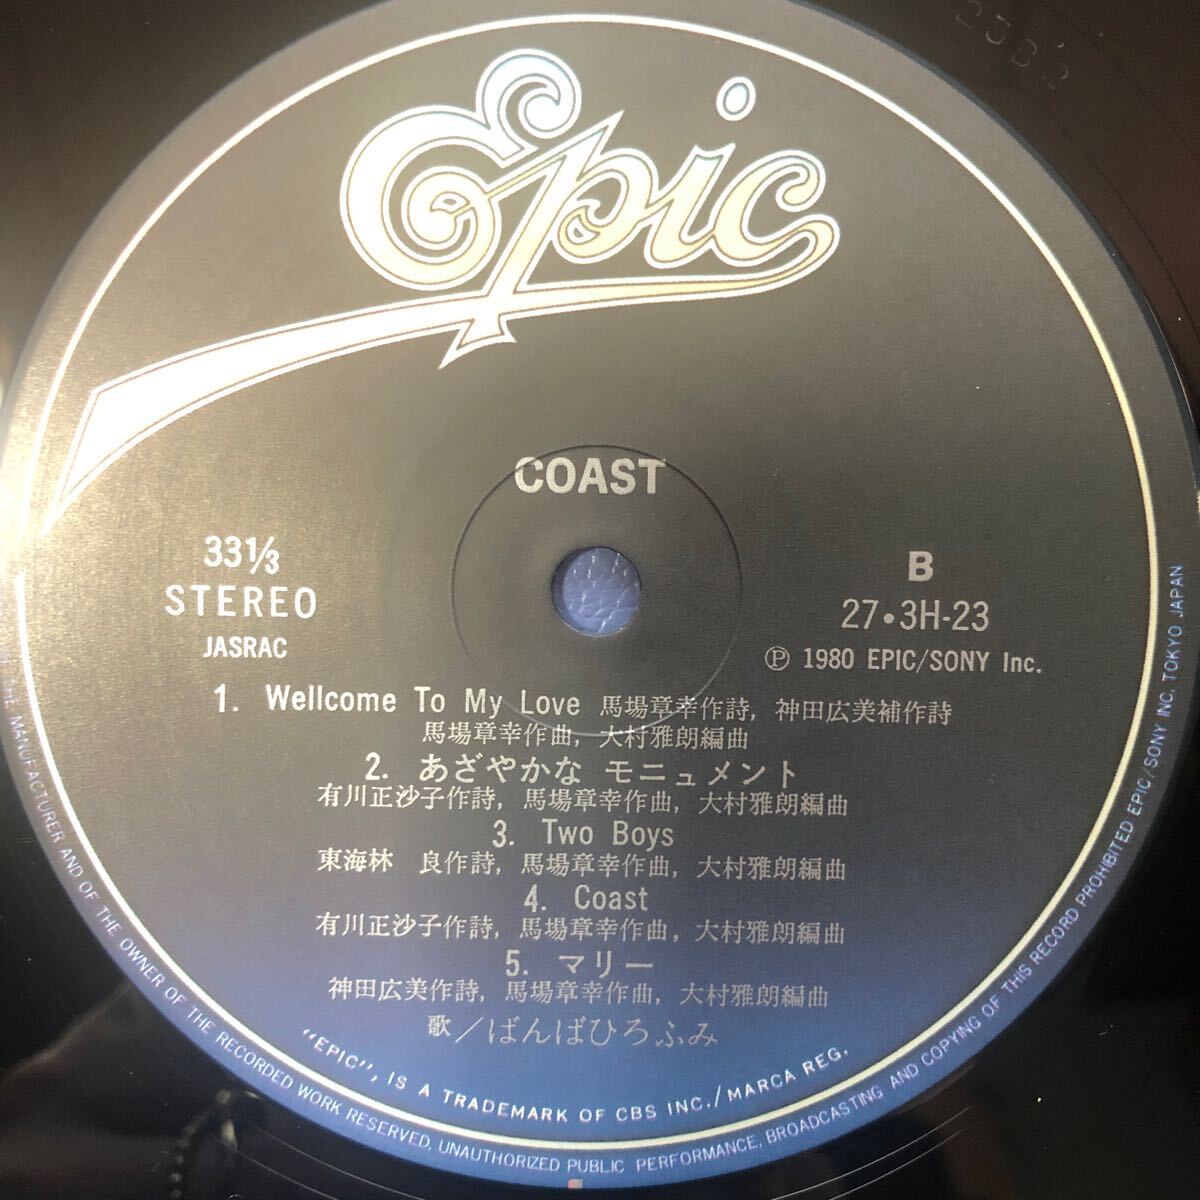 Epic
COAST
33⅓
STEREO
JASRAC
B
27・3H-23
Ⓟ 1980 EPIC/SONY Inc.
1. Wellcome To My Love 馬場章幸作詩, 神田広美補作詩
馬場章幸作曲, 大村雅朗編曲
2. あざやかな モニュメント
有川正沙子作詩, 馬場章幸作曲, 大村雅朗編曲
3. Two Boys
東海林 良作詩, 馬場章幸作曲, 大村雅朗編曲
4. Coast
有川正沙子作詩, 馬場章幸作曲, 大村雅朗編曲
5. マリー
神田広美作詩, 馬場章幸作曲, 大村雅朗編曲
歌/ばんばひろふみ
"EPIC", IS A TRADEMARK OF CBS INC./MARCA REG.
THE MANUFACTURER AND OF THE OWNER OF THE RECORDED WORK RESERVED. UNAUTHORIZED PUBLIC PERFORMANCE, BROADCASTING AND COPYING OF THIS RECORD PROHIBITED EPIC/SONY INC. TOKYO JAPAN